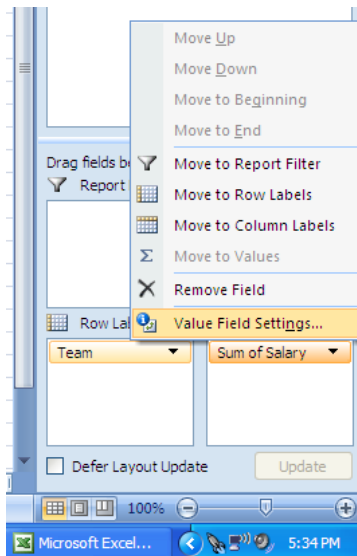 Move Up
Move Down
Move to Beginning
Move to End
Drag fields be
Move to Report Filter
Report
Move to Row Labels
Move to Column Labels
Move to Values
Remove Field
Row Lab
Value Field Settings...
Team
Sum of Salary
Defer Layout Update
Update
100%
Microsoft Excel...
5:34 PM